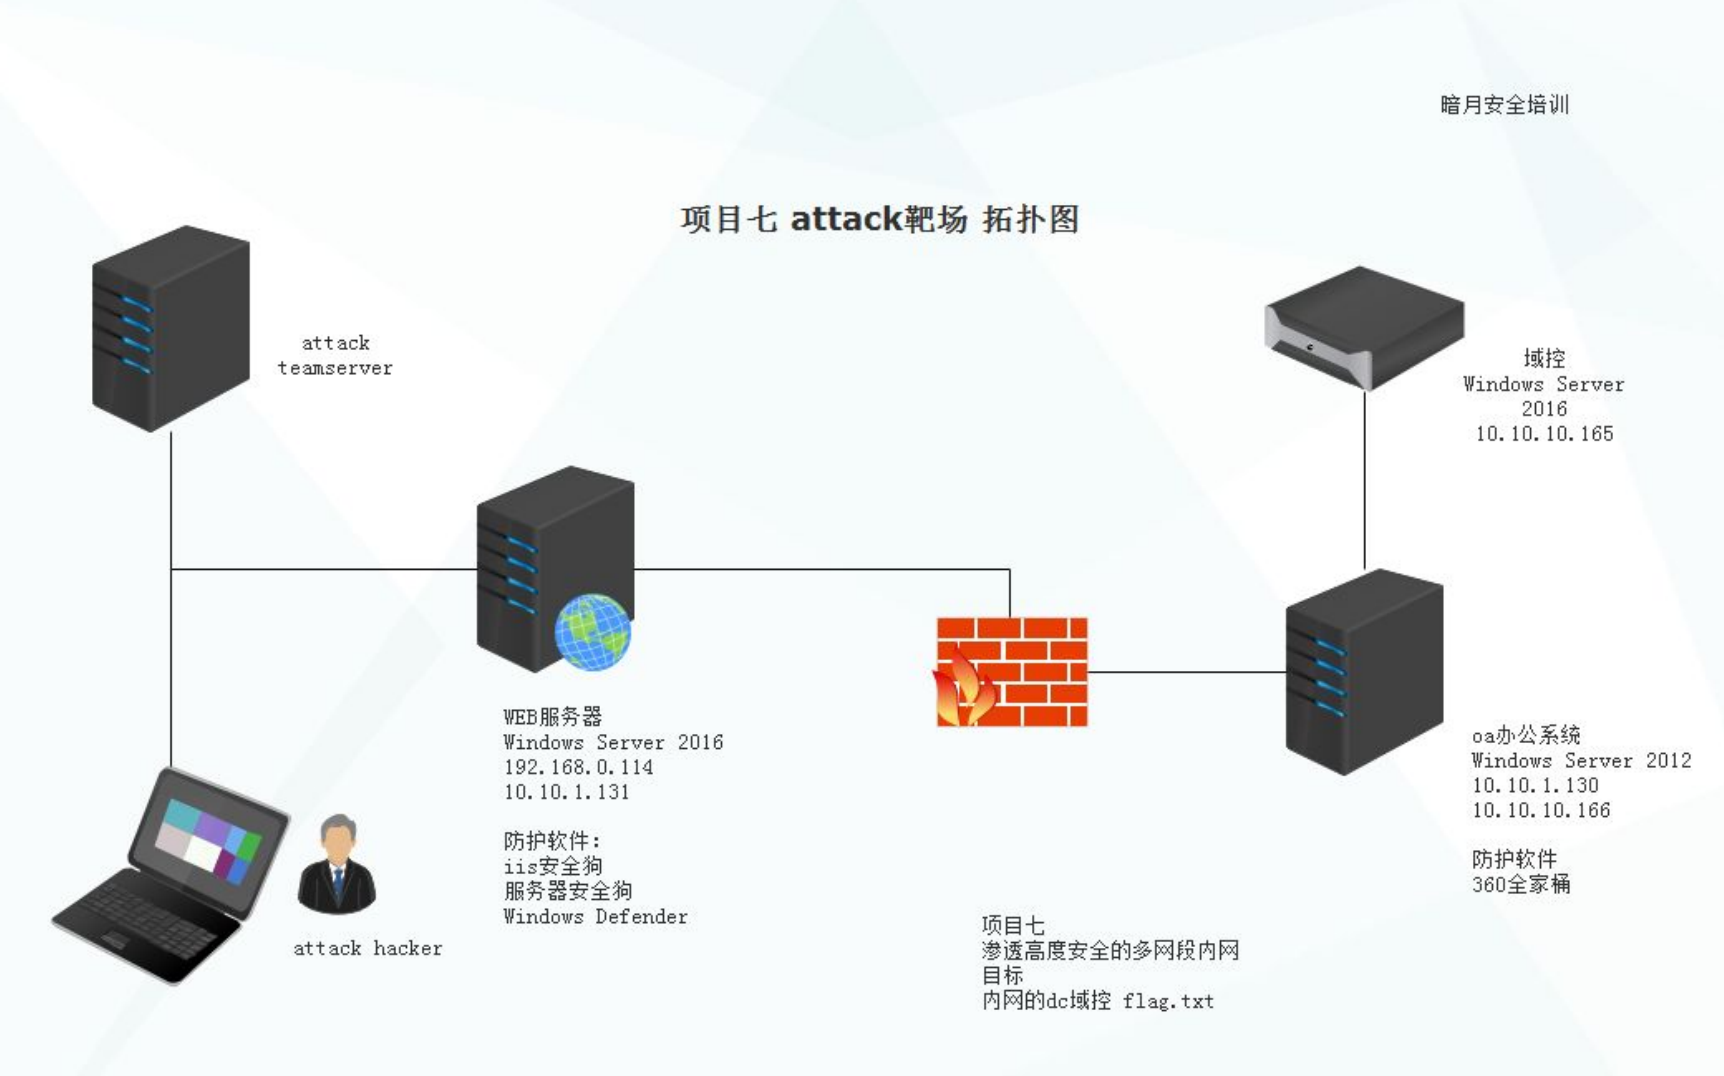 暗月安全培训
项目七 attack靶场 拓扑图
attack
teamserver
域控
Windows Server
2016
10.10.10.165
WEB服务器
Windows Server 2016
192.168.0.114
10.10.1.131
防护软件：
iis安全狗
服务器安全狗
Windows Defender
oa办公系统
Windows Server 2012
10.10.1.130
10.10.10.166
防护软件
360全家桶
attack hacker
项目七
渗透高度安全的多网段内网
目标
内网的dc域控 flag.txt